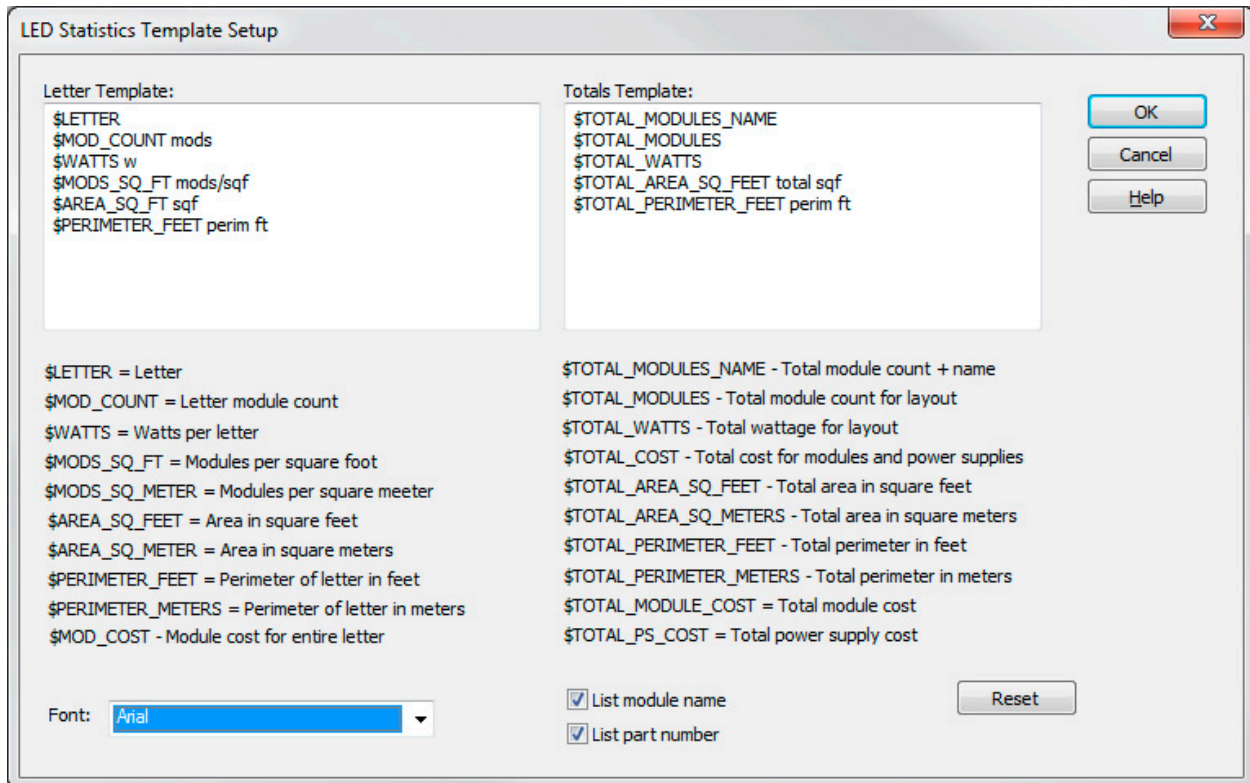 LED Statistics Template Setup
Letter Template:
$LETTER
$MOD_COUNT mods
$WATTS w
$MODS_SQ_FT mods/sqf
$AREA_SQ_FT sqf
$PERIMETER_FEET perim ft
Totals Template:
$TOTAL_MODULES_NAME
$TOTAL_MODULES
$TOTAL_WATTS
$TOTAL_AREA_SQ_FEET total sqf
$TOTAL_PERIMETER_FEET perim ft
OK
Cancel
Help
$LETTER = Letter
$MOD_COUNT = Letter module count
$WATTS = Watts per letter
$MODS_SQ_FT = Modules per square foot
$MODS_SQ_METER = Modules per square meeter
$AREA_SQ_FEET = Area in square feet
$AREA_SQ_METER = Area in square meters
$PERIMETER_FEET = Perimeter of letter in feet
$PERIMETER_METERS = Perimeter of letter in meters
$MOD_COST - Module cost for entire letter
$TOTAL_MODULES_NAME - Total module count + name
$TOTAL_MODULES - Total module count for layout
$TOTAL_WATTS - Total wattage for layout
$TOTAL_COST - Total cost for modules and power supplies
$TOTAL_AREA_SQ_FEET - Total area in square feet
$TOTAL_AREA_SQ_METERS - Total area in square meters
$TOTAL_PERIMETER_FEET - Total perimeter in feet
$TOTAL_PERIMETER_METERS - Total perimeter in meters
$TOTAL_MODULE_COST = Total module cost
$TOTAL_PS_COST = Total power supply cost
Font:
Arial
List module name
List part number
Reset